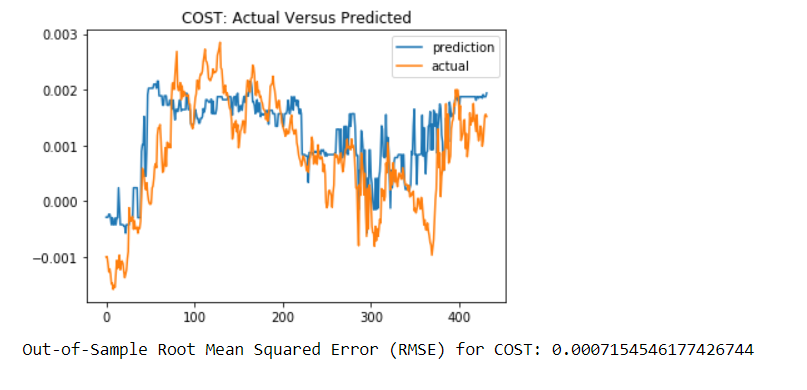 COST: Actual Versus Predicted
0.003
prediction
actual
0.002
0.001
0.000
−0.001
0 100 200 300 400
Out-of-Sample Root Mean Squared Error (RMSE) for COST: 0.0007154546177426744